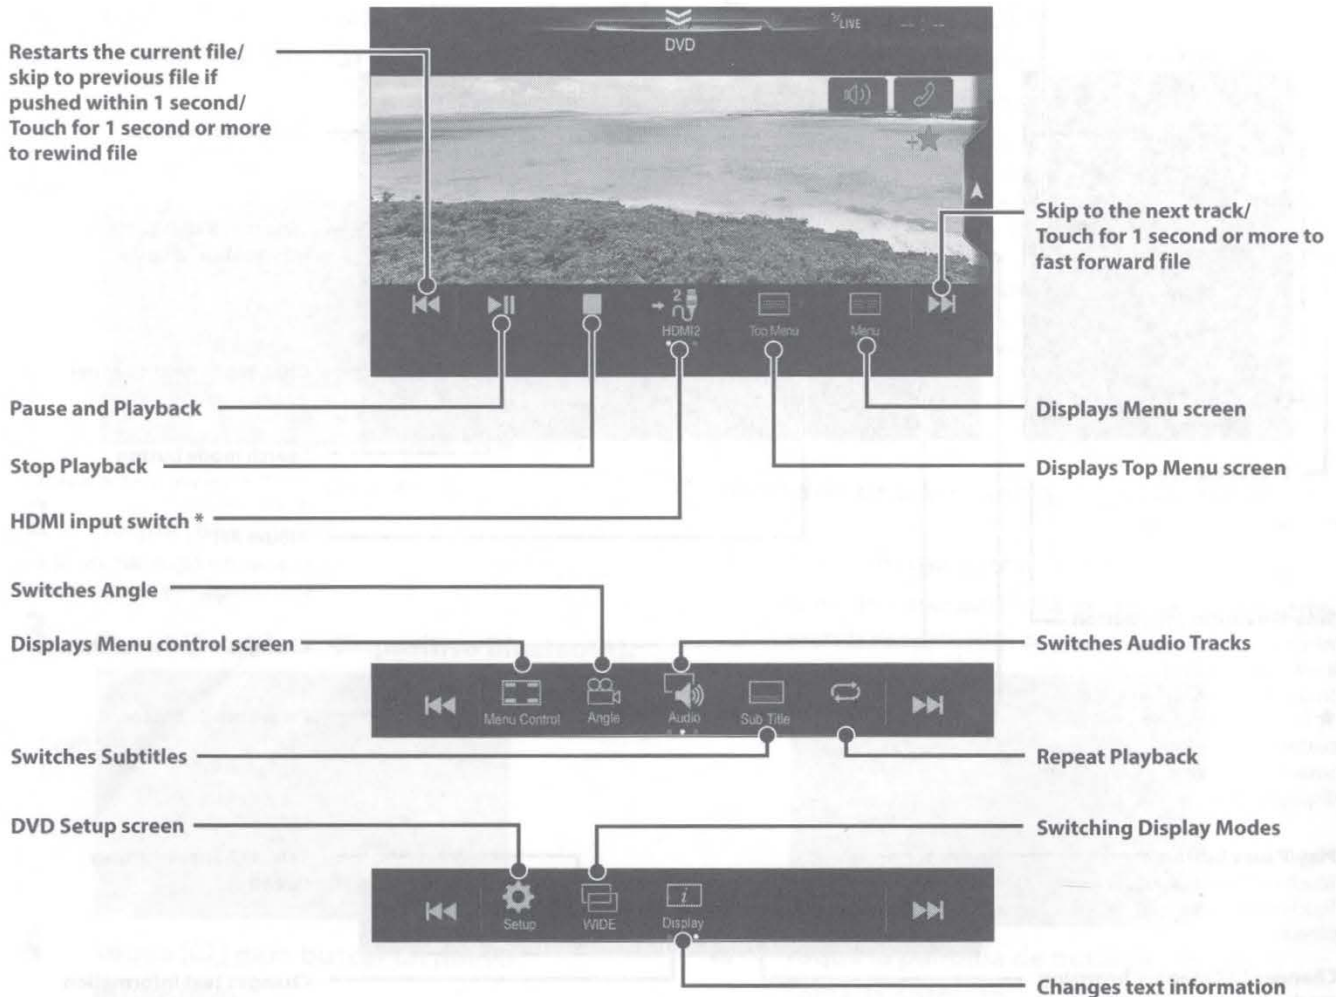 LIVE
DVD
Restarts the current file/
skip to previous file if
pushed within 1 second/
Touch for 1 second or more
to rewind file
Skip to the next track/
Touch for 1 second or more to
fast forward file
2
HDMI2
Top Menu
Menu
Pause and Playback
Displays Menu screen
Stop Playback
Displays Top Menu screen
HDMI input switch *
Switches Angle
Displays Menu control screen
Switches Audio Tracks
Menu Control
Angle
Audio
Sub Title
Switches Subtitles
Repeat Playback
DVD Setup screen
Switching Display Modes
Setup
WIDE
i
Display
Changes text information